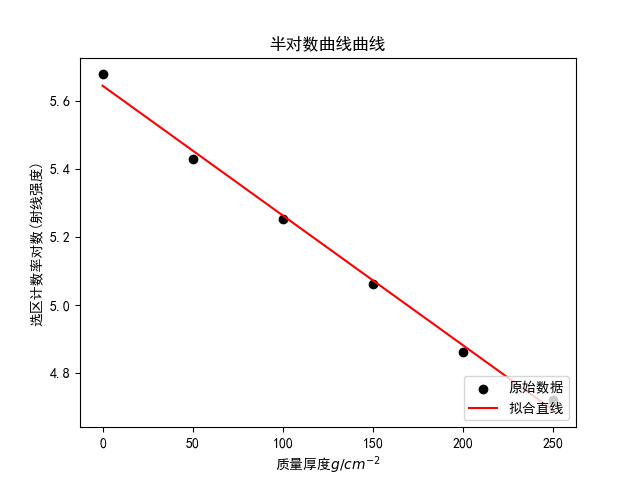 半对数曲线曲线
选区计数率对数(射线强度)
5.6
5.4
5.2
5.0
4.8
原始数据
拟合直线
0 50 100 150 200 250
质量厚度g/cm⁻²